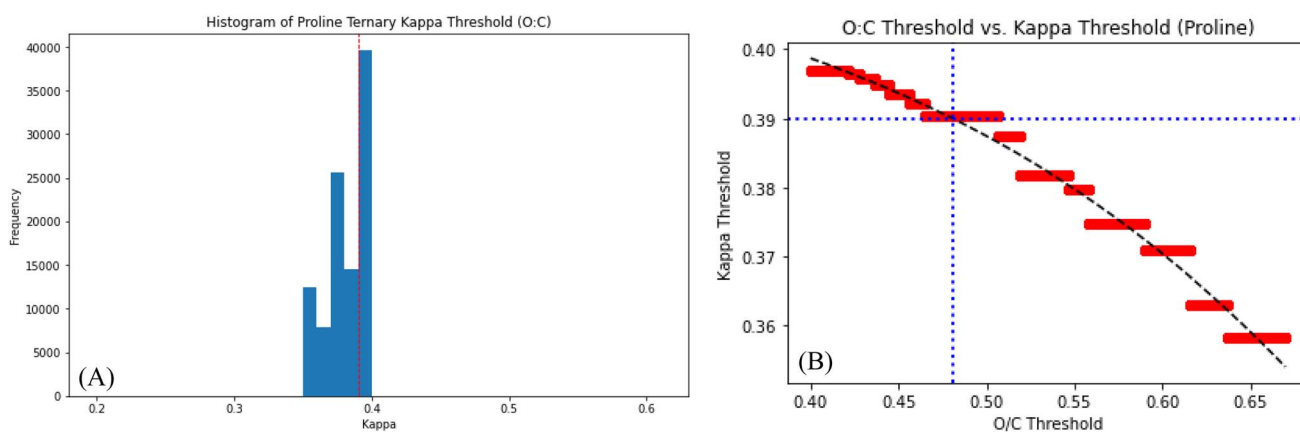 Histogram of Proline Ternary Kappa Threshold (O:C)
40000
35000
30000
25000
20000
15000
10000
5000
0
Frequency
(A)
0.2 0.3 0.4 0.5 0.6
Kappa
O:C Threshold vs. Kappa Threshold (Proline)
0.40
0.39
0.38
0.37
0.36
Kappa Threshold
(B)
0.40 0.45 0.50 0.55 0.60 0.65
O/C Threshold